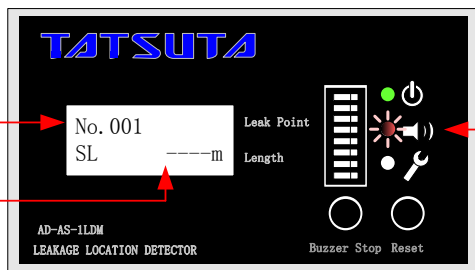 TATSUTA
No.001
SL ----m
Leak Point
Length
AD-AS-1LDM
LEAKAGE LOCATION DETECTOR
Buzzer Stop
Reset